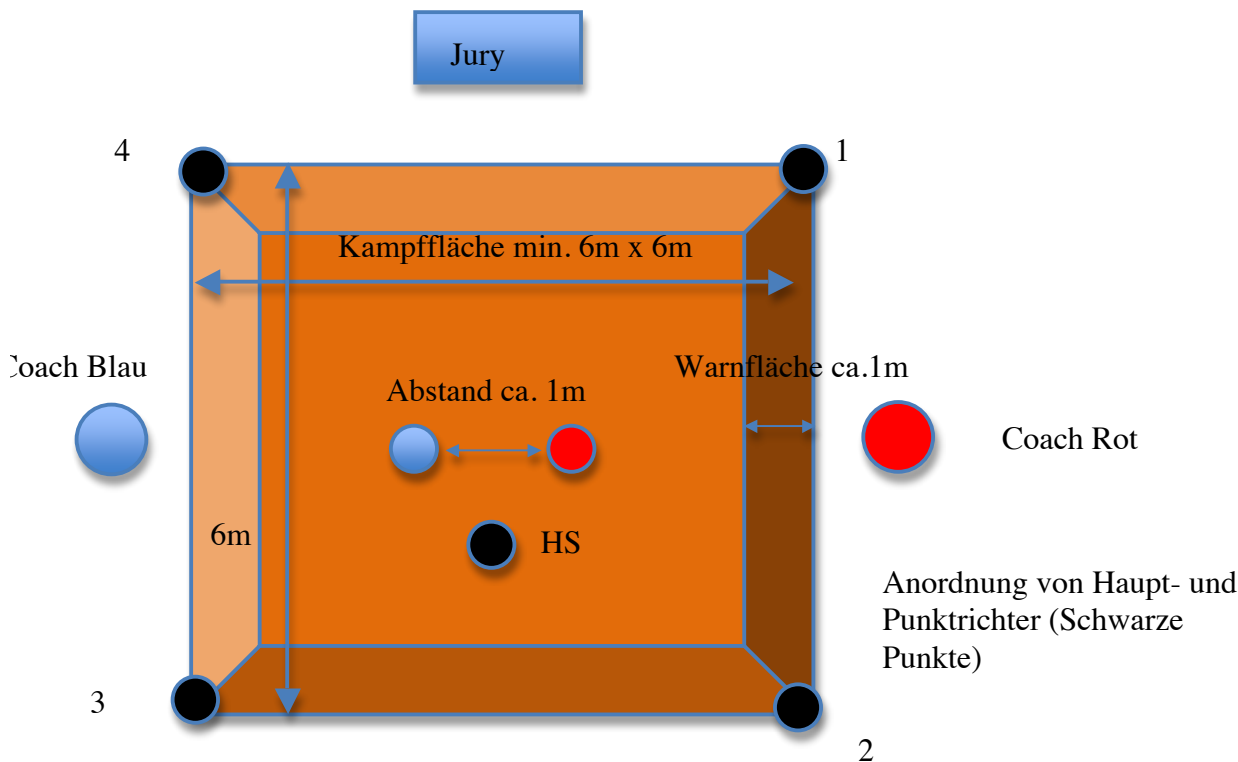 Jury
4
1
Kampffläche min. 6m x 6m
Coach Blau
Warnfläche ca.1m
Abstand ca. 1m
Coach Rot
6m
HS
Anordnung von Haupt- und
Punktrichter (Schwarze
Punkte)
3
2